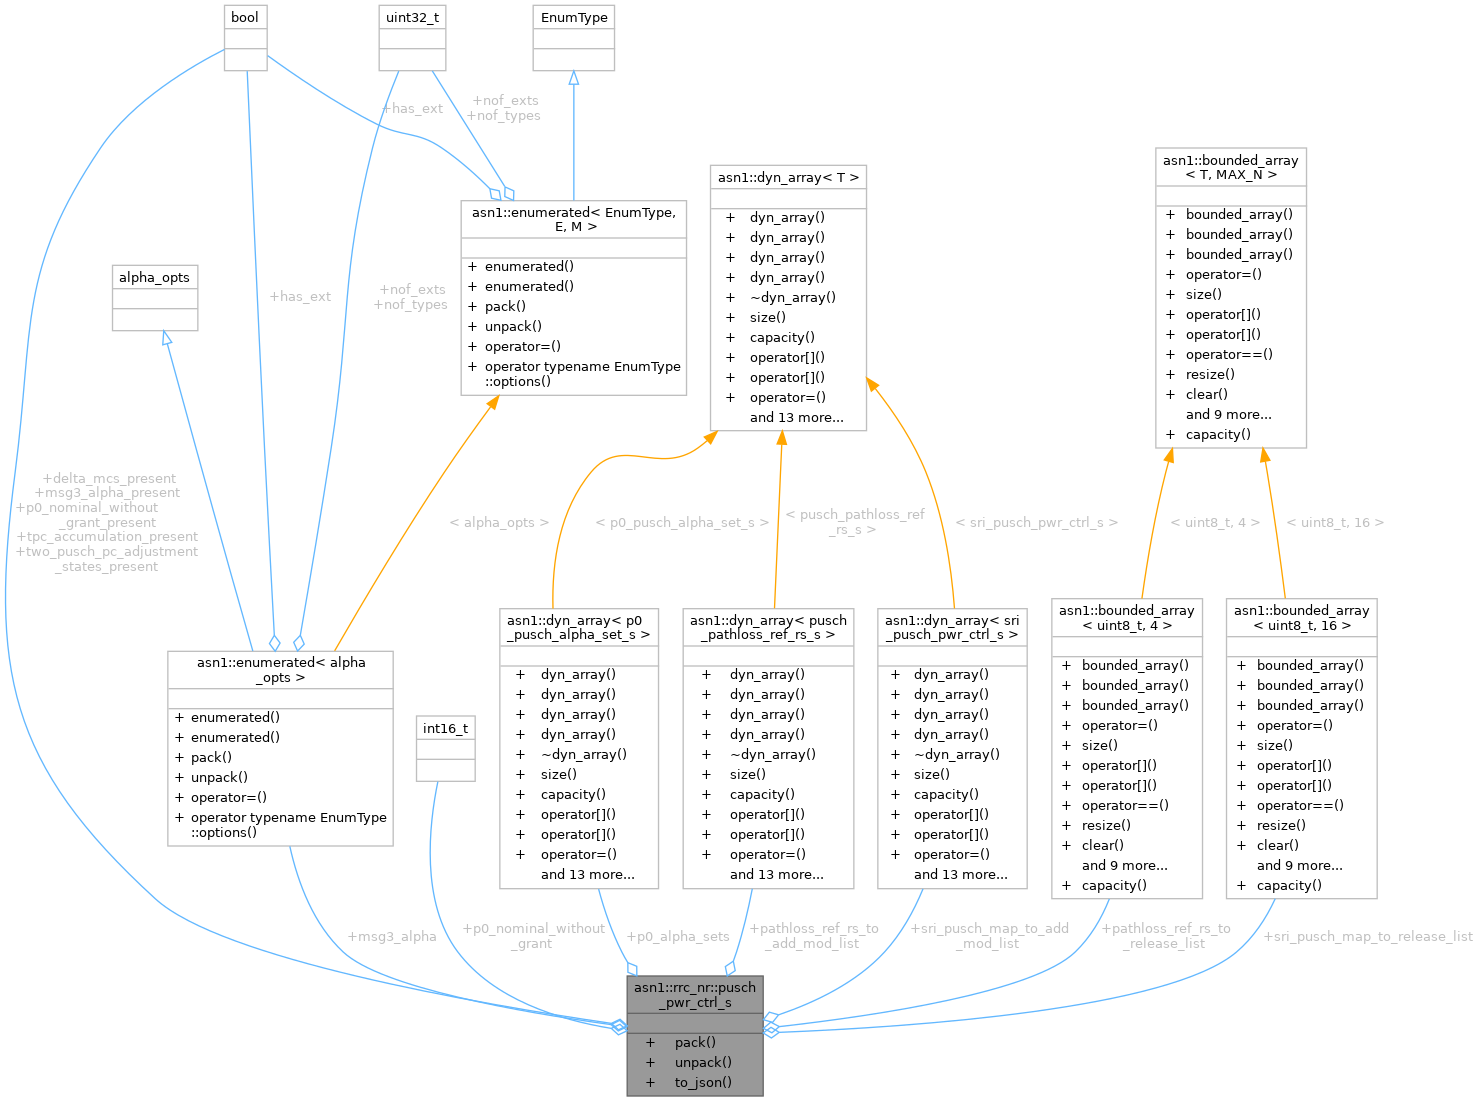 bool
uint32_t
EnumType
+has_ext
+nof_exts
+nof_types
asn1::dyn_array< T >
+ dyn_array()
+ dyn_array()
+ dyn_array()
+ dyn_array()
+ ~dyn_array()
+ size()
+ capacity()
+ operator[]()
+ operator[]()
+ operator=()
and 13 more...
asn1::bounded_array
< T, MAX_N >
+ bounded_array()
+ bounded_array()
+ bounded_array()
+ operator=()
+ size()
+ operator[]()
+ operator[]()
+ operator==()
+ resize()
+ clear()
and 9 more...
+ capacity()
asn1::enumerated< EnumType,
E, M >
+ enumerated()
+ enumerated()
+ pack()
+ unpack()
+ operator=()
+ operator typename EnumType
::options()
alpha_opts
+has_ext
+nof_exts
+nof_types
+delta_mcs_present
+msg3_alpha_present
+p0_nominal_without
_grant_present
+tpc_accumulation_present
+two_pusch_pc_adjustment
_states_present
< alpha_opts >
< p0_pusch_alpha_set_s >
< pusch_pathloss_ref
_rs_s >
< sri_pusch_pwr_ctrl_s >
< uint8_t, 4 >
< uint8_t, 16 >
asn1::enumerated< alpha
_opts >
+ enumerated()
+ enumerated()
+ pack()
+ unpack()
+ operator=()
+ operator typename EnumType
::options()
int16_t
asn1::dyn_array< p0
_pusch_alpha_set_s >
+ dyn_array()
+ dyn_array()
+ dyn_array()
+ dyn_array()
+ ~dyn_array()
+ size()
+ capacity()
+ operator[]()
+ operator[]()
+ operator=()
and 13 more...
asn1::dyn_array< pusch
_pathloss_ref_rs_s >
+ dyn_array()
+ dyn_array()
+ dyn_array()
+ dyn_array()
+ ~dyn_array()
+ size()
+ capacity()
+ operator[]()
+ operator[]()
+ operator=()
and 13 more...
asn1::dyn_array< sri
_pusch_pwr_ctrl_s >
+ dyn_array()
+ dyn_array()
+ dyn_array()
+ dyn_array()
+ ~dyn_array()
+ size()
+ capacity()
+ operator[]()
+ operator[]()
+ operator=()
and 13 more...
asn1::bounded_array
< uint8_t, 4 >
+ bounded_array()
+ bounded_array()
+ bounded_array()
+ operator=()
+ size()
+ operator[]()
+ operator[]()
+ operator==()
+ resize()
+ clear()
and 9 more...
+ capacity()
asn1::bounded_array
< uint8_t, 16 >
+ bounded_array()
+ bounded_array()
+ bounded_array()
+ operator=()
+ size()
+ operator[]()
+ operator[]()
+ operator==()
+ resize()
+ clear()
and 9 more...
+ capacity()
+msg3_alpha
+p0_nominal_without
_grant
+p0_alpha_sets
+pathloss_ref_rs_to
_add_mod_list
+sri_pusch_map_to_add
_mod_list
+pathloss_ref_rs_to
_release_list
+sri_pusch_map_to_release_list
asn1::rrc_nr::pusch
_pwr_ctrl_s
+ pack()
+ unpack()
+ to_json()